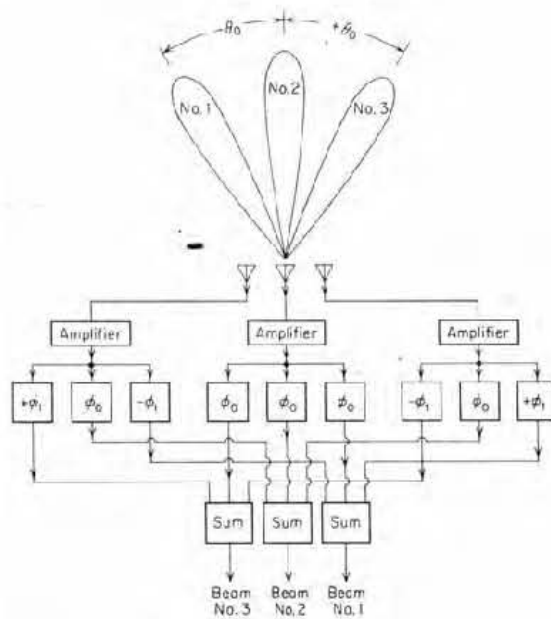 -θ₀ +θ₀
No. 1 No. 2 No. 3
Amplifier Amplifier Amplifier
+ϕ₁ ϕ₀ -ϕ₁ ϕ₀ ϕ₀ ϕ₀ -ϕ₁ ϕ₀ +ϕ₁
Sum Sum Sum
Beam Beam Beam
No. 3 No. 2 No. 1